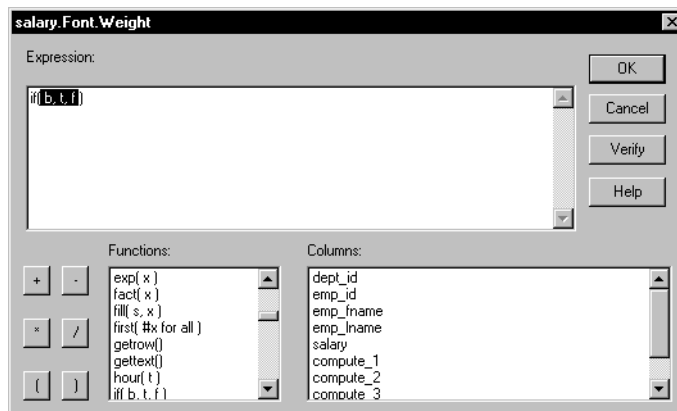 salary.Font.Weight
Expression:
if( b, t, f )
OK
Cancel
Verify
Help
Functions:
Columns:
+ -
* /
( )
exp( x )
fact( x )
fill( s, x )
first( #x for all )
getrow()
gettext()
hour( t )
if( b, t, f )
dept_id
emp_id
emp_fname
emp_lname
salary
compute_1
compute_2
compute_3